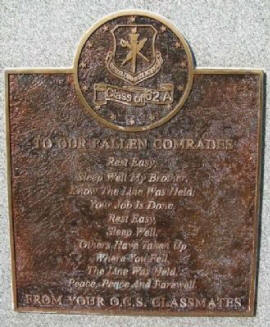 Class of 62A
TO OUR FALLEN COMRADES
Rest Easy,
Sleep Well My Brother,
Know The Line Was Held,
Your Job Is Done.
Rest Easy,
Sleep Well.
Others Have Taken Up
Where You Fell,
The Line Was Held,
Peace, Peace And Farewell
FROM YOUR O.C.S. CLASSMATES